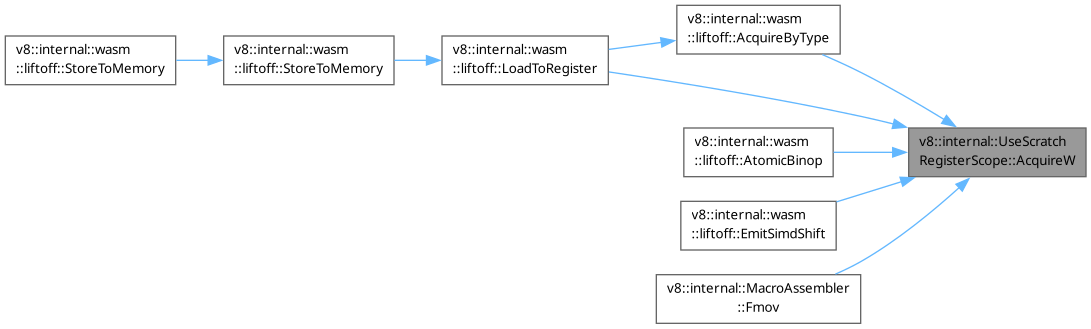 v8::internal::wasm
::liftoff::StoreToMemory
v8::internal::wasm
::liftoff::StoreToMemory
v8::internal::wasm
::liftoff::LoadToRegister
v8::internal::wasm
::liftoff::AcquireByType
v8::internal::wasm
::liftoff::AtomicBinop
v8::internal::wasm
::liftoff::EmitSimdShift
v8::internal::MacroAssembler
::Fmov
v8::internal::UseScratch
RegisterScope::AcquireW